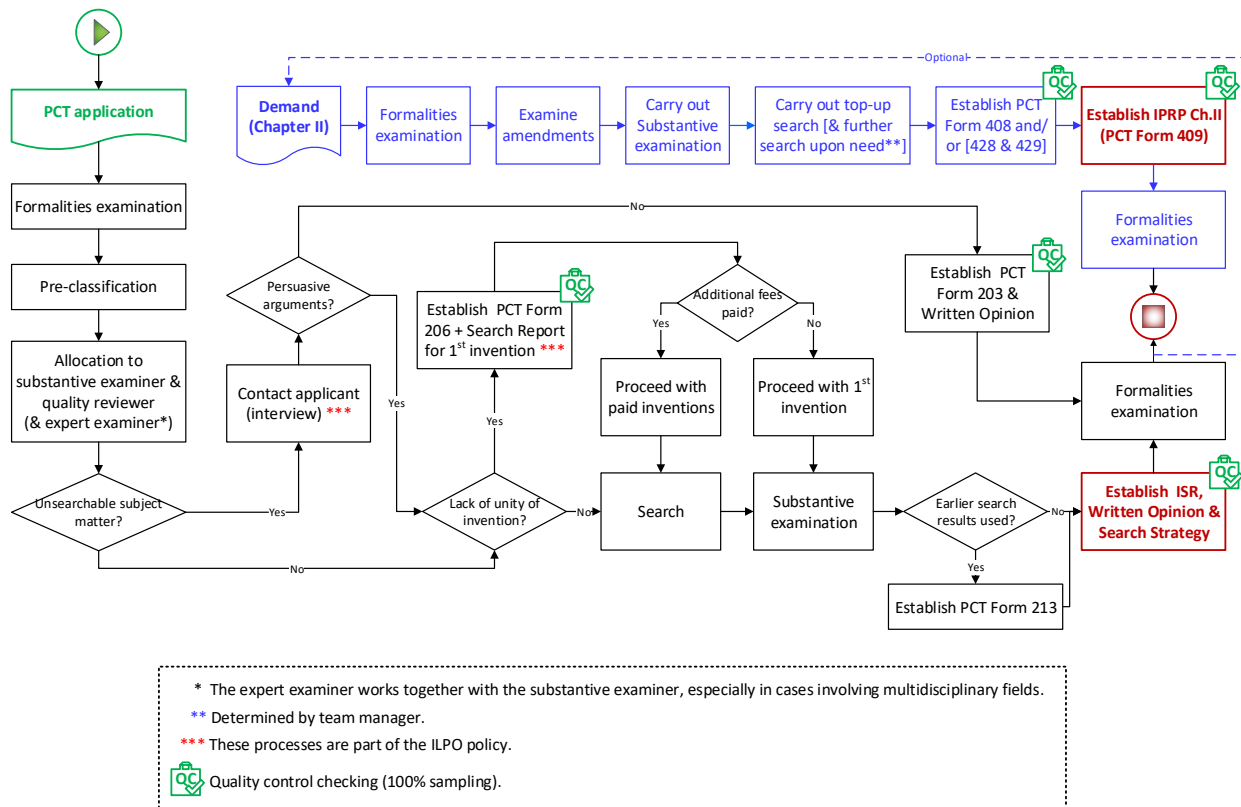 Optional
QC
QC
PCT application
Demand
(Chapter II)
Formalities
examination
Examine
amendments
Carry out
Substantive
examination
Carry out top-up
search [& further
search upon need**]
Establish PCT
Form 408 and/
or [428 & 429]
Establish IPRP Ch.II
(PCT Form 409)
Formalities examination
No
Formalities
examination
Pre-classification
Persuasive
arguments?
QC
Establish PCT Form
206 + Search Report
for 1st invention ***
Additional fees
paid?
QC
Establish PCT
Form 203 &
Written Opinion
Yes
No
Allocation to
substantive examiner &
quality reviewer
(& expert examiner*)
Contact applicant
(interview) ***
Yes
Yes
Proceed with
paid inventions
Proceed with 1st
invention
Formalities
examination
Unsearchable subject
matter?
Yes
Lack of unity of
invention?
No
Search
Substantive
examination
Earlier search
results used?
No
QC
Establish ISR,
Written Opinion &
Search Strategy
No
Yes
Establish PCT Form 213
* The expert examiner works together with the substantive examiner, especially in cases involving multidisciplinary fields.
** Determined by team manager.
*** These processes are part of the ILPO policy.
QC Quality control checking (100% sampling).